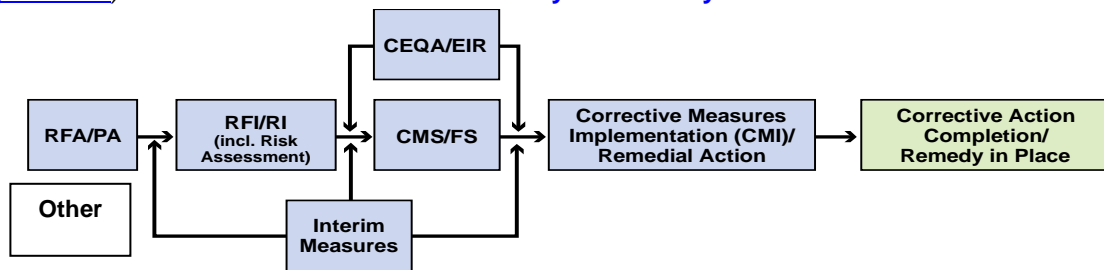 CEQA/EIR
RFA/PA
RFI/RI
(incl. Risk
Assessment)
CMS/FS
Corrective Measures
Implementation (CMI)/
Remedial Action
Corrective Action
Completion/
Remedy in Place
Other
Interim
Measures